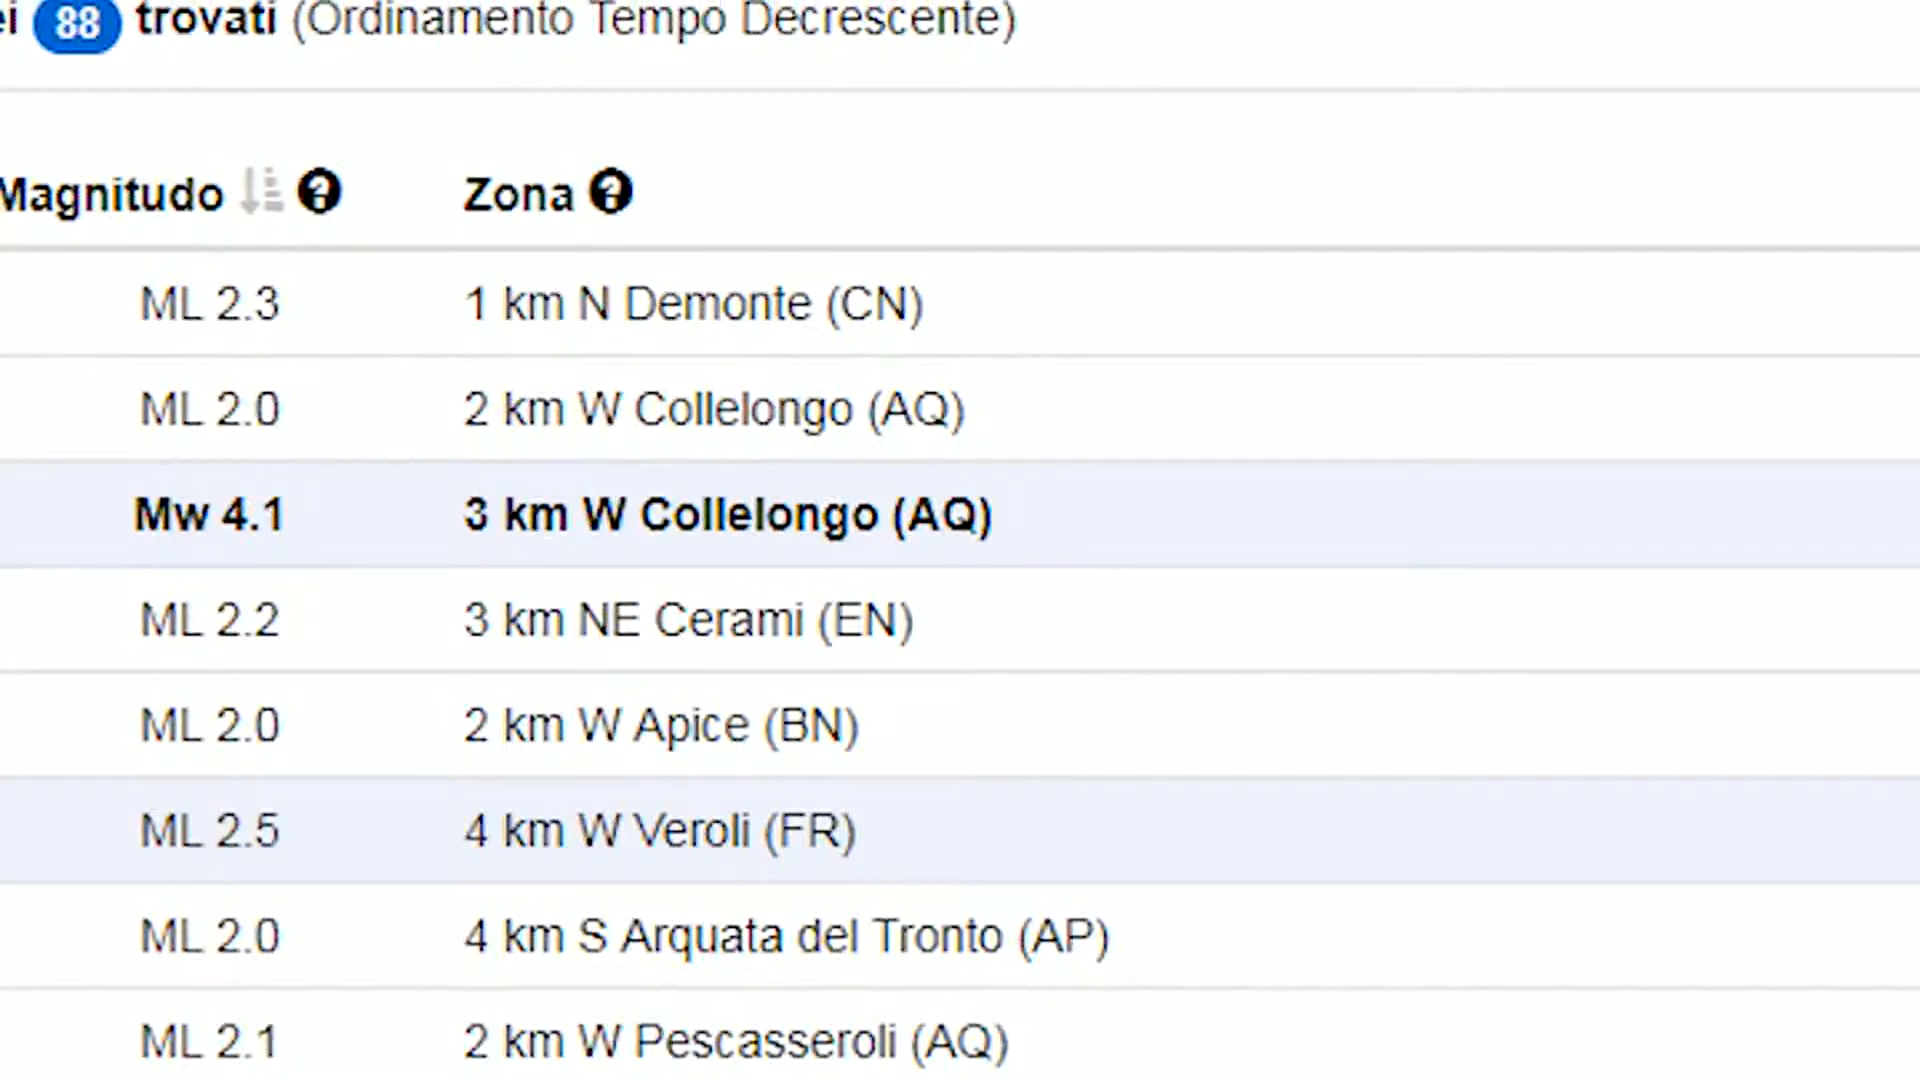 88 trovati (Ordinamento Tempo Decrescente)
Magnitudo Zona
ML 2.3 1 km N Demonte (CN)
ML 2.0 2 km W Collelongo (AQ)
Mw 4.1 3 km W Collelongo (AQ)
ML 2.2 3 km NE Cerami (EN)
ML 2.0 2 km W Apice (BN)
ML 2.5 4 km W Veroli (FR)
ML 2.0 4 km S Arquata del Tronto (AP)
ML 2.1 2 km W Pescasseroli (AQ)